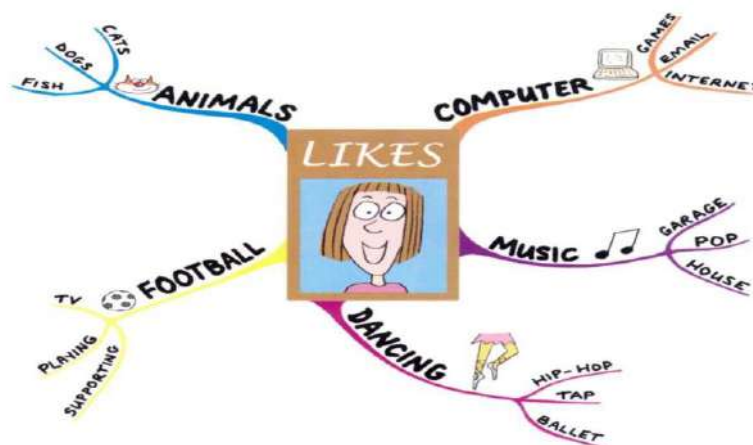 LIKES
COMPUTER
GAMES
EMAIL
INTERNET
MUSIC
GARAGE
POP
HOUSE
DANCING
HIP-HOP
TAP
BALLET
FOOTBALL
TV
PLAYING
SUPPORTING
ANIMALS
CATS
DOGS
FISH